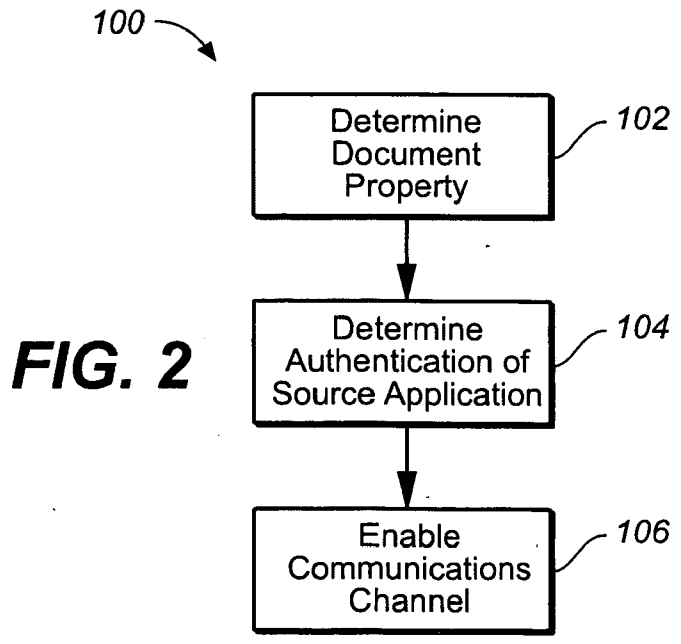 100
Determine
Document
Property
102
FIG. 2
Determine
Authentication of
Source Application
104
Enable
Communications
Channel
106